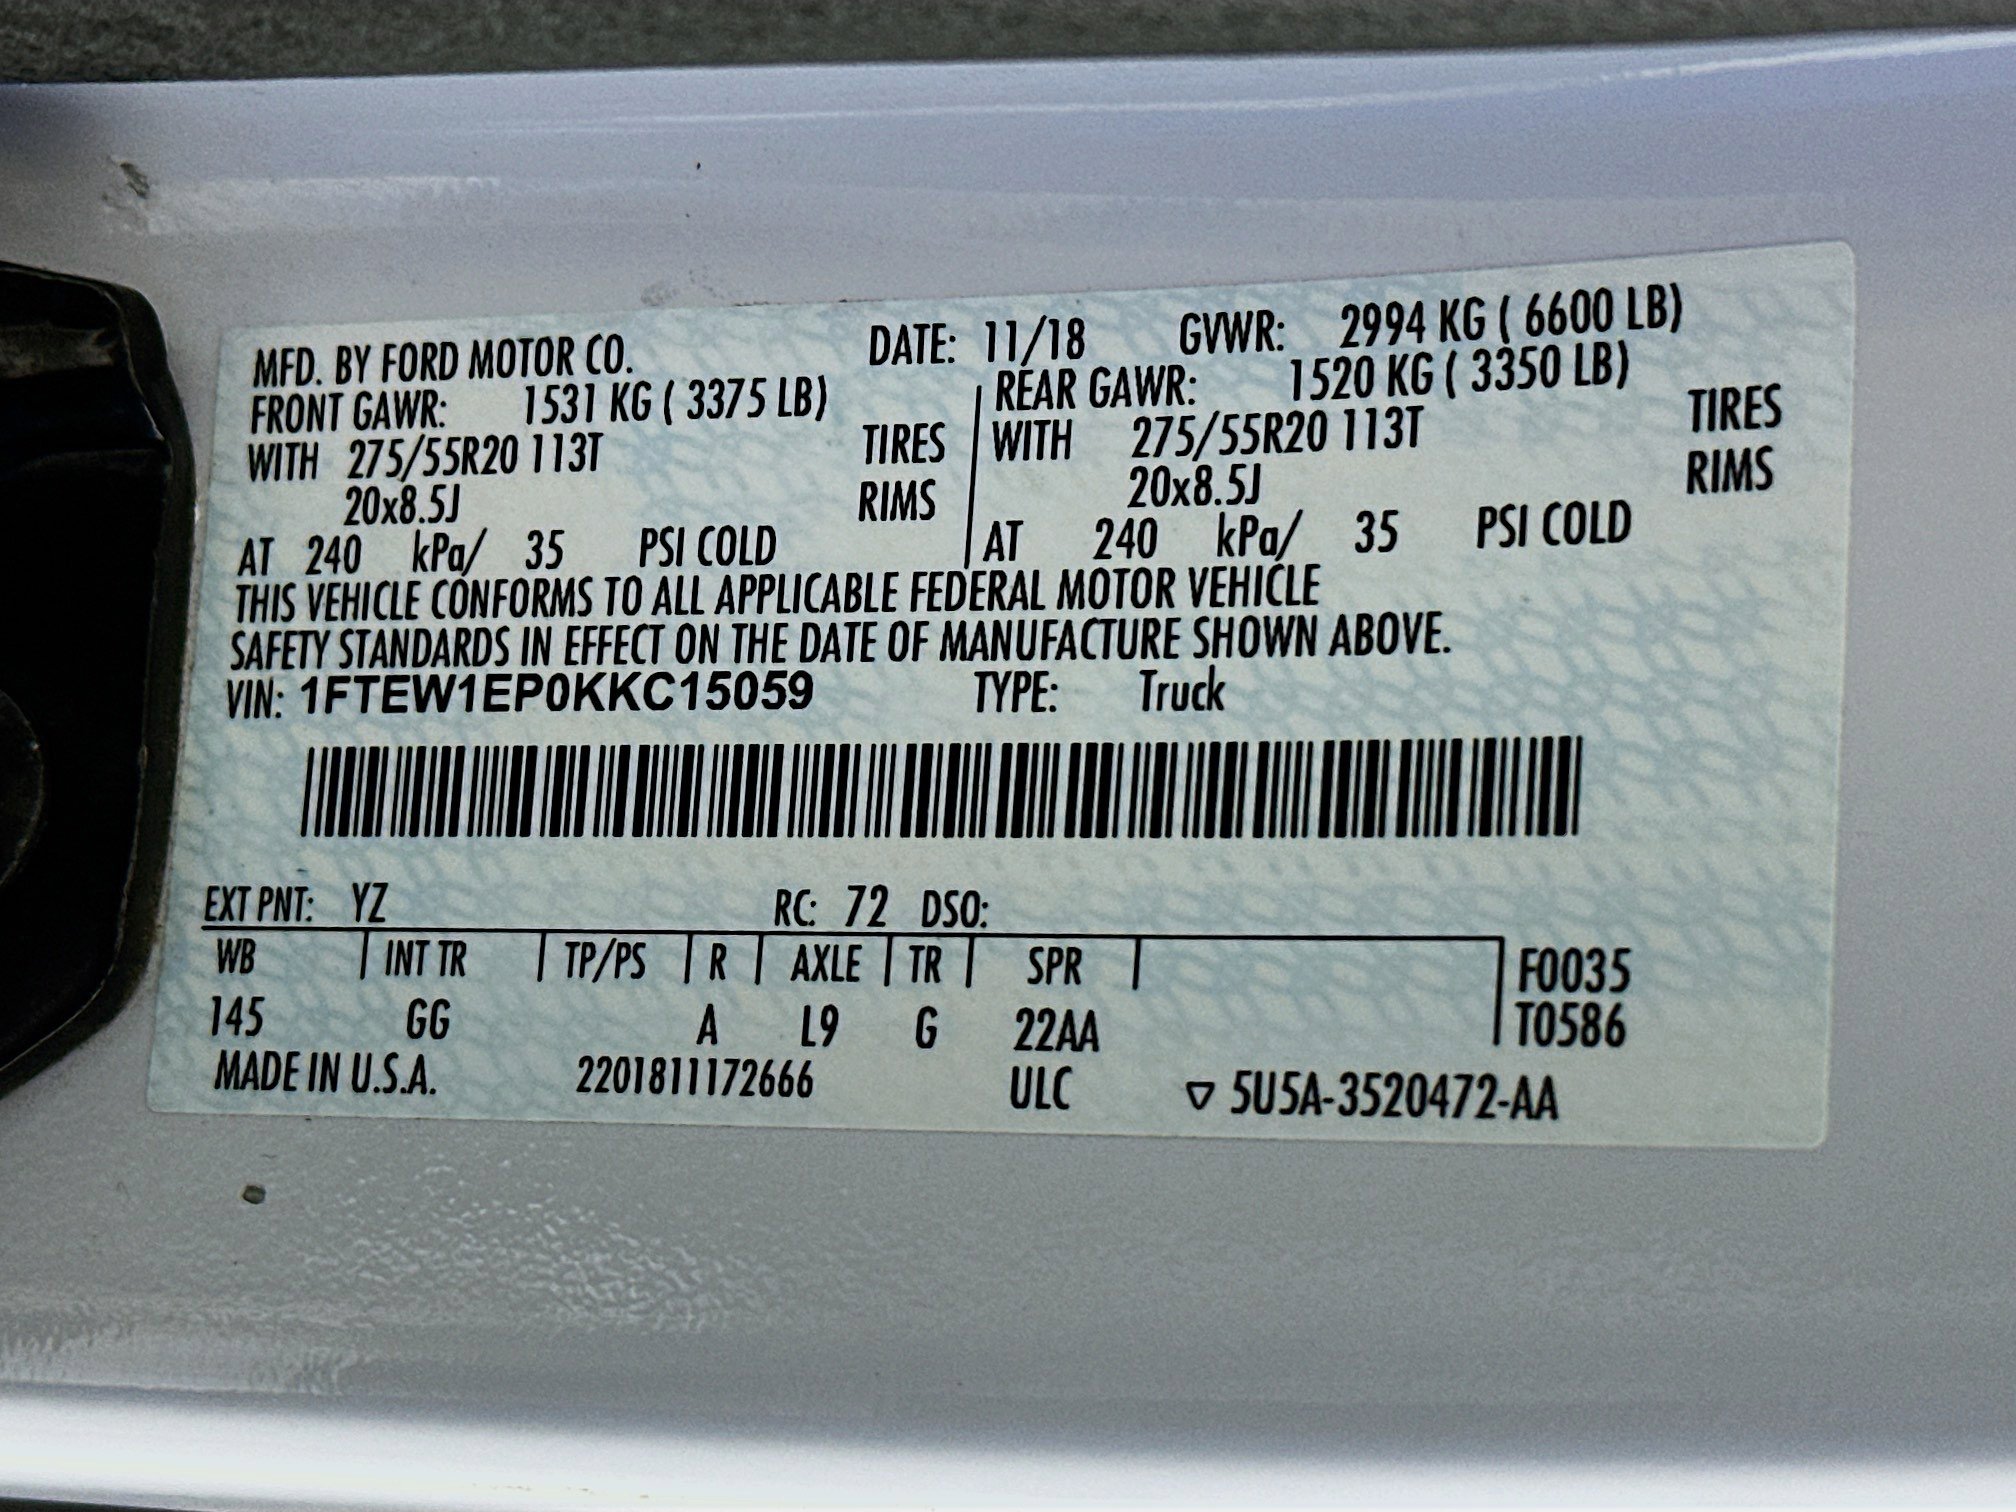 MFD. BY FORD MOTOR CO. DATE: 11/18 GVWR: 2994 KG ( 6600 LB)
FRONT GAWR: 1531 KG ( 3375 LB) REAR GAWR: 1520 KG ( 3350 LB)
WITH 275/55R20 113T TIRES WITH 275/55R20 113T TIRES
20x8.5J RIMS 20x8.5J RIMS
AT 240 kPa/ 35 PSI COLD AT 240 kPa/ 35 PSI COLD
THIS VEHICLE CONFORMS TO ALL APPLICABLE FEDERAL MOTOR VEHICLE
SAFETY STANDARDS IN EFFECT ON THE DATE OF MANUFACTURE SHOWN ABOVE.
VIN: 1FTEW1EP0KKC15059 TYPE: Truck
EXT PNT: YZ RC: 72 DSO:
WB INT TR TP/PS R AXLE TR SPR F0035
145 GG A L9 G 22AA T0586
MADE IN U.S.A. 2201811172666 ULC ▽ 5U5A-3520472-AA